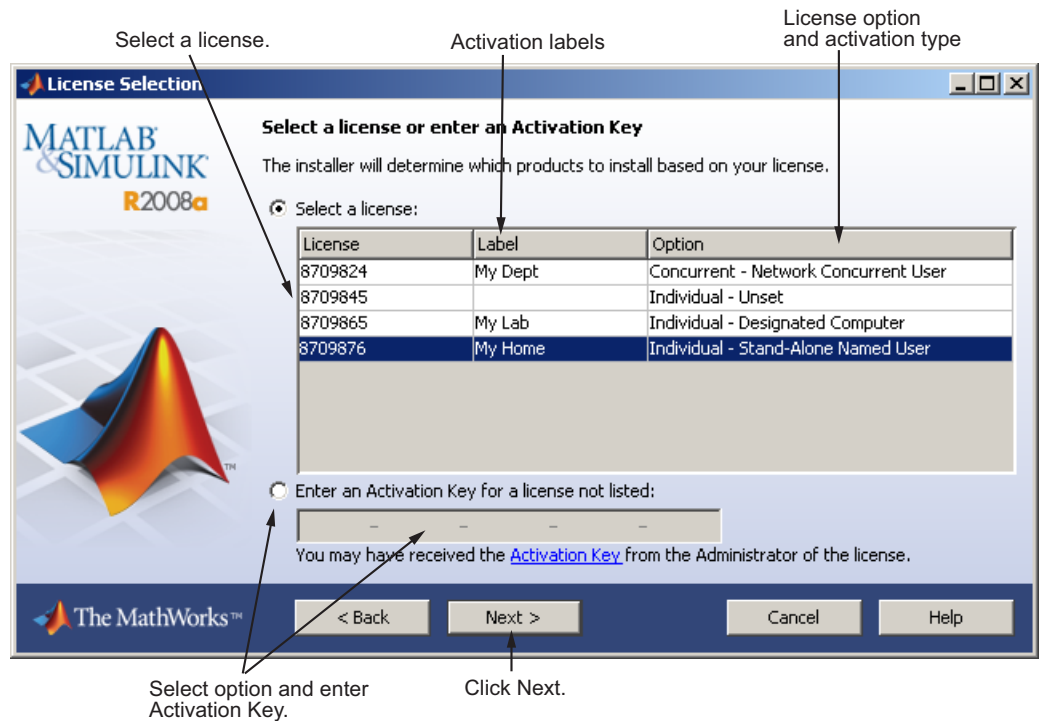 Select a license.
Activation labels
License option
and activation type
License Selection
MATLAB®
&SIMULINK®
R2008a
Select a license or enter an Activation Key
The installer will determine which products to install based on your license.
Select a license:
License Label Option
8709824 My Dept Concurrent - Network Concurrent User
8709845 Individual - Unset
8709865 My Lab Individual - Designated Computer
8709876 My Home Individual - Stand-Alone Named User
TM
Enter an Activation Key for a license not listed:
- - - -
You may have received the Activation Key from the Administrator of the license.
The MathWorks™
< Back Next > Cancel Help
Select option and enter
Activation Key.
Click Next.